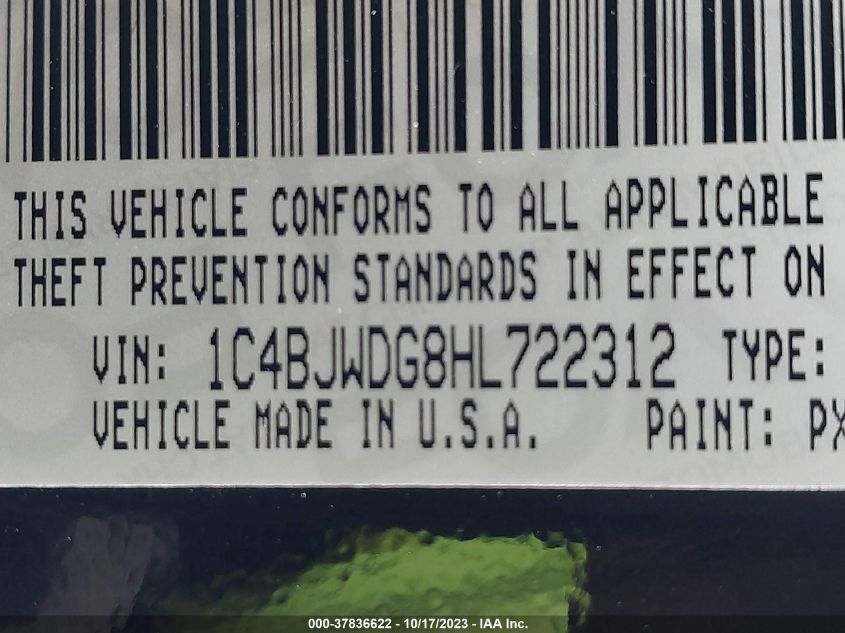 THIS VEHICLE CONFORMS TO ALL APPLICABLE
THEFT PREVENTION STANDARDS IN EFFECT ON
VIN: 1C4BJWDG8HL722312 TYPE:
VEHICLE MADE IN U.S.A. PAINT: PX
000-37836622 - 10/17/2023 - IAA Inc.